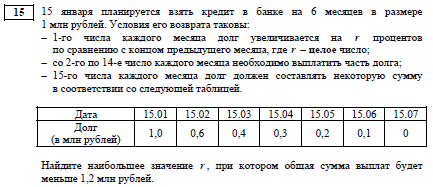 15
15 января планируется взять кредит в банке на 6 месяцев в размере
1 млн рублей. Условия его возврата таковы:
– 1-го числа каждого месяца долг увеличивается на r процентов
по сравнению с концом предыдущего месяца, где r – целое число;
– со 2-го по 14-е число каждого месяца необходимо выплатить часть долга;
– 15-го числа каждого месяца долг должен составлять некоторую сумму
в соответствии со следующей таблицей.
Дата 15.01 15.02 15.03 15.04 15.05 15.06 15.07
Долг
(в млн рублей) 1,0 0,6 0,4 0,3 0,2 0,1 0
Найдите наибольшее значение r, при котором общая сумма выплат будет
меньше 1,2 млн рублей.